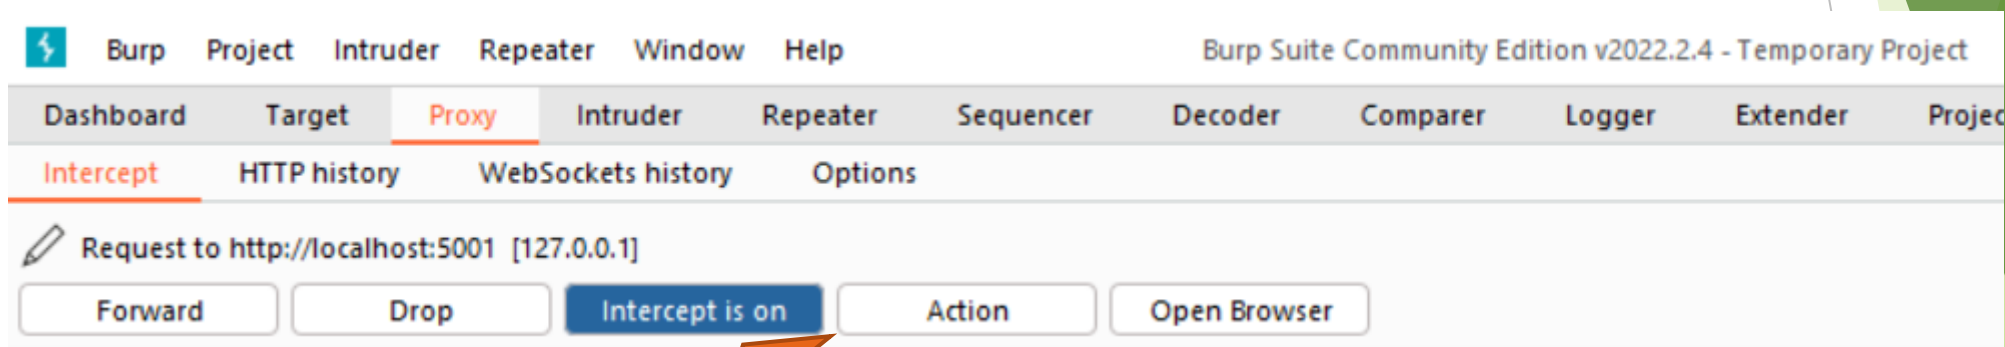 Burp Project Intruder Repeater Window Help Burp Suite Community Edition v2022.2.4 - Temporary Project
Dashboard Target Proxy Intruder Repeater Sequencer Decoder Comparer Logger Extender Projec
Intercept HTTP history WebSockets history Options
Request to http://localhost:5001 [127.0.0.1]
Forward Drop Intercept is on Action Open Browser